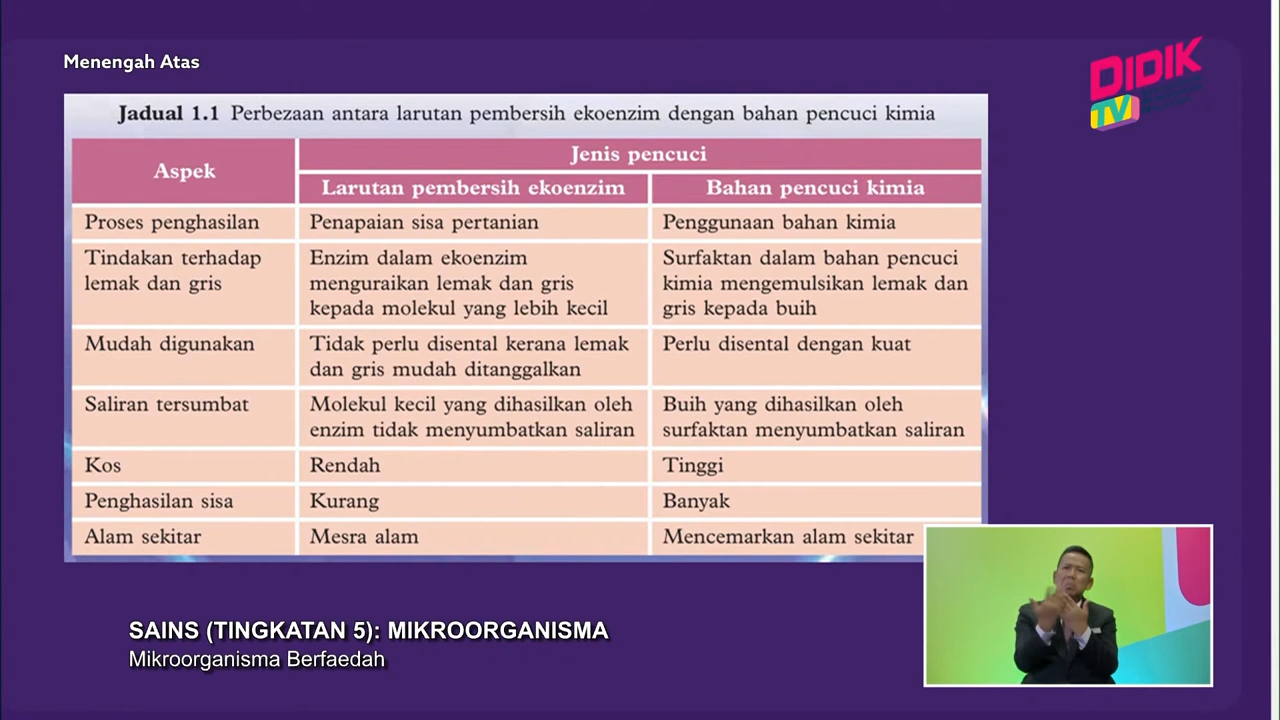 Menengah Atas
DIDIK
TV
Jadual 1.1 Perbezaan antara larutan pembersih ekoenzim dengan bahan pencuci kimia
Aspek
Jenis pencuci
Larutan pembersih ekoenzim
Bahan pencuci kimia
Proses penghasilan
Penapaian sisa pertanian
Penggunaan bahan kimia
Tindakan terhadap
lemak dan gris
Enzim dalam ekoenzim
menguraikan lemak dan gris
kepada molekul yang lebih kecil
Surfaktan dalam bahan pencuci
kimia mengemulsikan lemak dan
gris kepada buih
Mudah digunakan
Tidak perlu disental kerana lemak
dan gris mudah ditanggalkan
Perlu disental dengan kuat
Saliran tersumbat
Molekul kecil yang dihasilkan oleh
enzim tidak menyumbatkan saliran
Buih yang dihasilkan oleh
surfaktan menyumbatkan saliran
Kos
Rendah
Tinggi
Penghasilan sisa
Kurang
Banyak
Alam sekitar
Mesra alam
Mencemarkan alam sekitar
SAINS (TINGKATAN 5): MIKROORGANISMA
Mikroorganisma Berfaedah